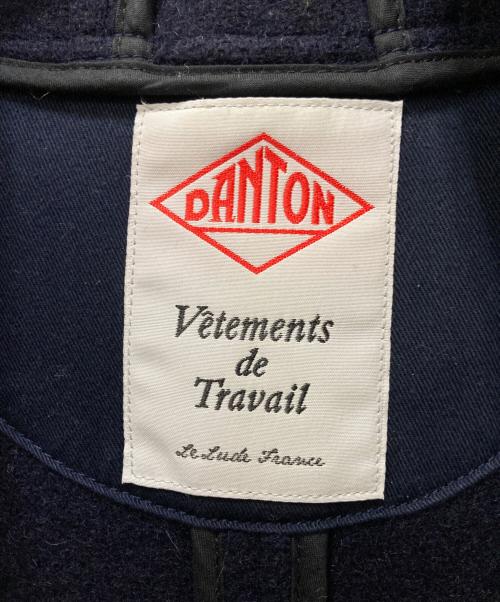 DANTON
Vêtements
de
Travail
Le Lude France